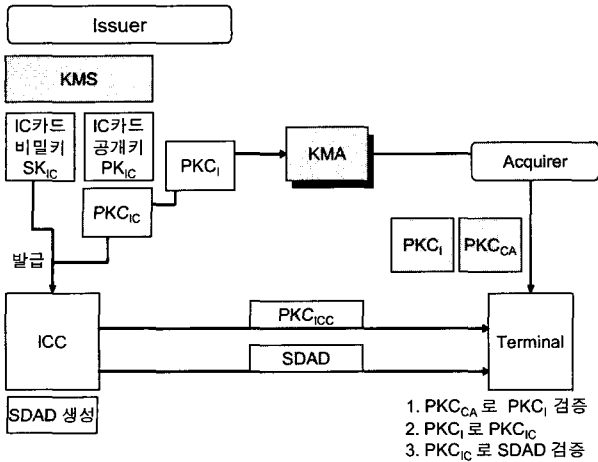 Issuer
KMS
IC카드
비밀키
SK_IC
IC카드
공개키
PK_IC
PKC_I
KMA
Acquirer
PKC_IC
PKC_I
PKC_CA
발급
ICC
PKC_ICC
SDAD
Terminal
SDAD 생성
1. PKC_CA 로 PKC_I 검증
2. PKC_I 로 PKC_IC
3. PKC_IC 로 SDAD 검증